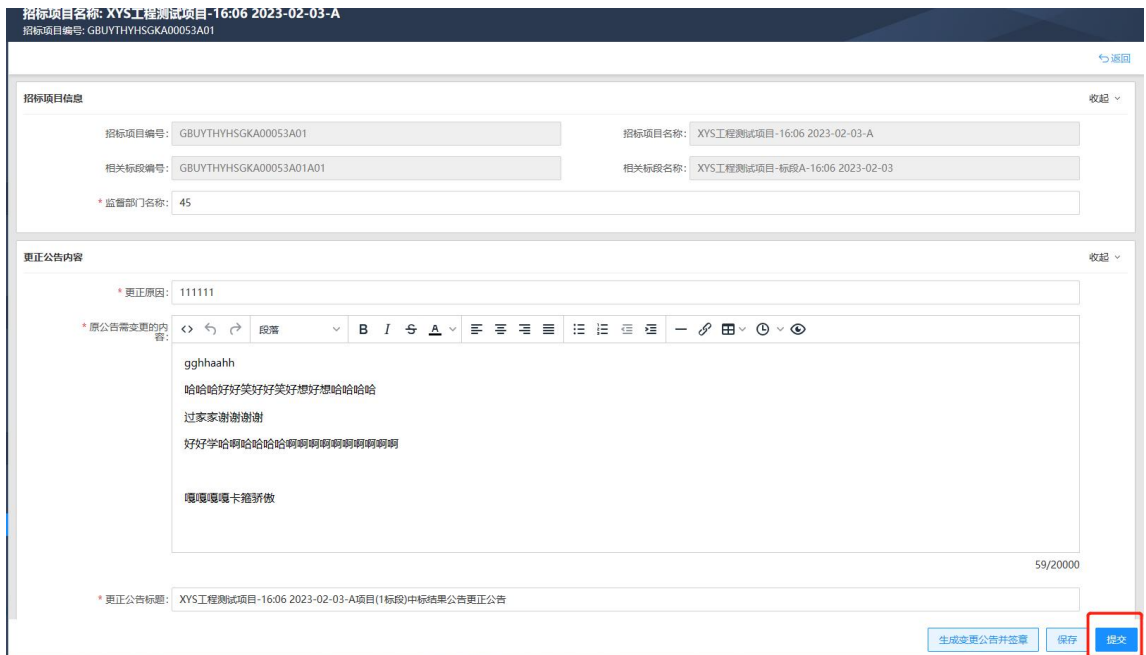 招标项目名称: XYS工程测试项目-16:06 2023-02-03-A
招标项目编号: GBUYTHYHSGKA00053A01
返回
招标项目信息 收起
招标项目编号: GBUYTHYHSGKA00053A01 招标项目名称: XYS工程测试项目-16:06 2023-02-03-A
相关标段编号: GBUYTHYHSGKA00053A01A01 相关标段名称: XYS工程测试项目-标段A-16:06 2023-02-03
* 监督部门名称: 45
更正公告内容 收起
* 更正原因: 111111
* 原公告需变更的内容: 段落 B I S A
gghhaahh
哈哈哈好好笑好好笑好想好想哈哈哈哈
过家家谢谢谢谢
好好学哈啊哈哈哈哈啊啊啊啊啊啊啊啊啊啊
嘎嘎嘎嘎卡箍骄傲
59/20000
* 更正公告标题: XYS工程测试项目-16:06 2023-02-03-A项目(1标段)中标结果公告更正公告
生成变更公告并签章 保存 提交